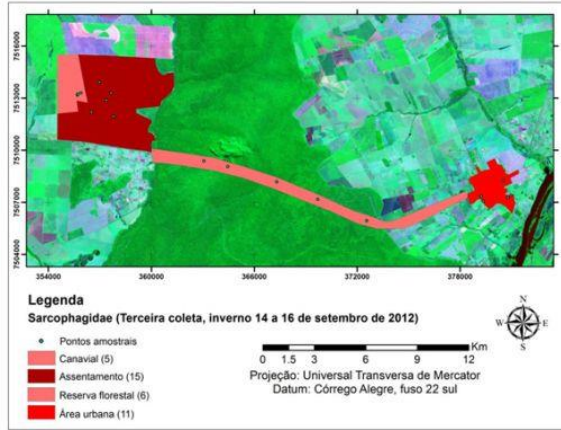 7516000
7513000
7510000
7507000
7504000
354000 360000 366000 372000 378000
Legenda
Sarcophagidae (Terceira coleta, inverno 14 a 16 de setembro de 2012)
Pontos amostrais
Canavial (5)
Assentamento (15)
Reserva florestal (6)
Área urbana (11)
N
W E
S
Km
0 1.5 3 6 9 12
Projeção: Universal Transversa de Mercator
Datum: Córrego Alegre, fuso 22 sul